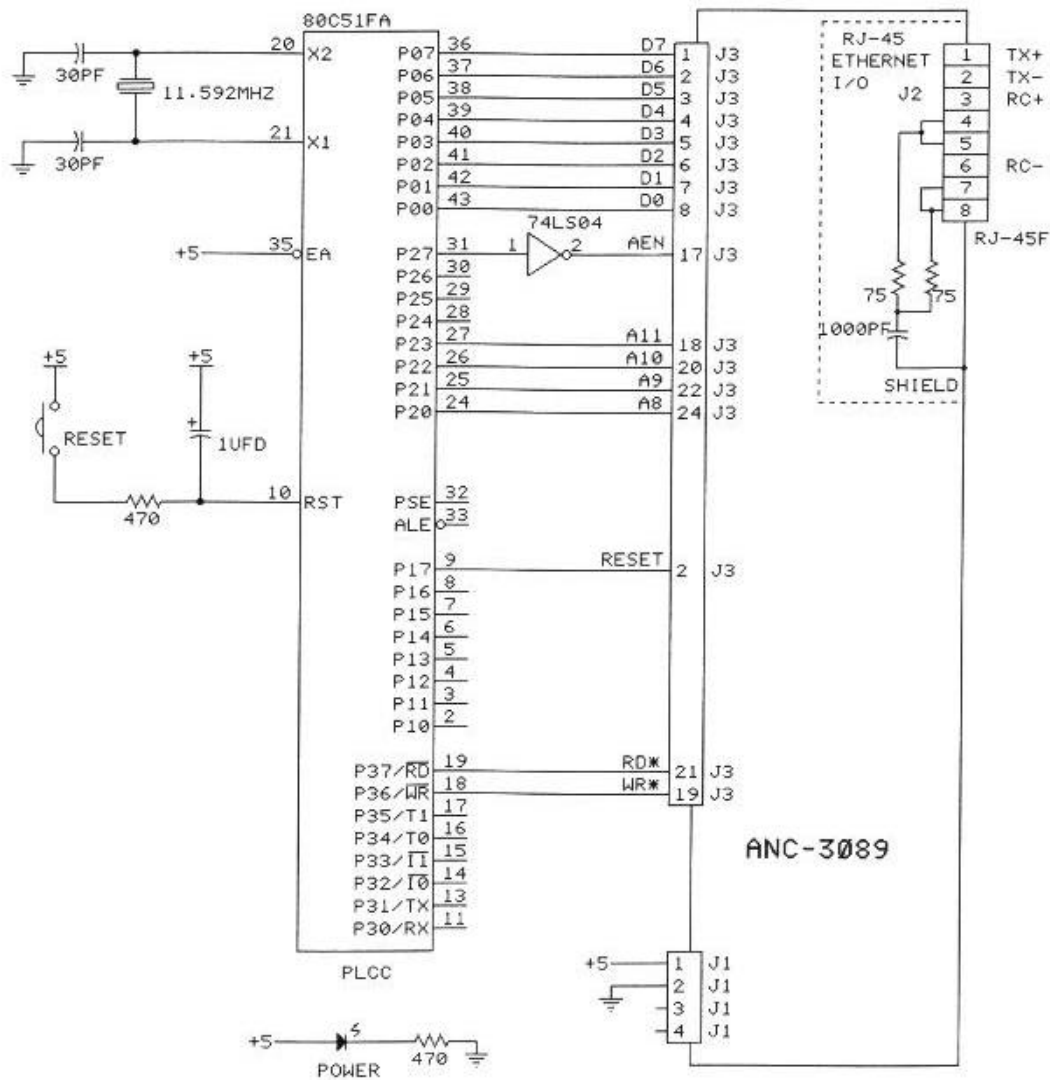 80C51FA
20 X2
30PF
11.592MHZ
21 X1
30PF
+5 35 EA
+5 +5
RESET
+
1UFD
10 RST
470
P07 36 D7 1 J3
P06 37 D6 2 J3
P05 38 D5 3 J3
P04 39 D4 4 J3
P03 40 D3 5 J3
P02 41 D2 6 J3
P01 42 D1 7 J3
P00 43 D0 8 J3
74LS04
P27 31 1 2 AEN 17 J3
P26 30
P25 29
P24 28
P23 27 A11 18 J3
P22 26 A10 20 J3
P21 25 A9 22 J3
P20 24 A8 24 J3
PSE 32
ALE 33
P17 9 RESET 2 J3
P16 8
P15 7
P14 6
P13 5
P12 4
P11 3
P10 2
P37/RD 19 RD* 21 J3
P36/WR 18 WR* 19 J3
P35/T1 17
P34/T0 16
P33/I1 15
P32/I0 14
P31/TX 13
P30/RX 11
PLCC
RJ-45
ETHERNET
I/O
J2
1 TX+
2 TX-
3 RC+
4
5
6 RC-
7
8
RJ-45F
75 75
1000PF
SHIELD
ANC-3089
+5 1 J1
2 J1
3 J1
4 J1
+5
470
POWER